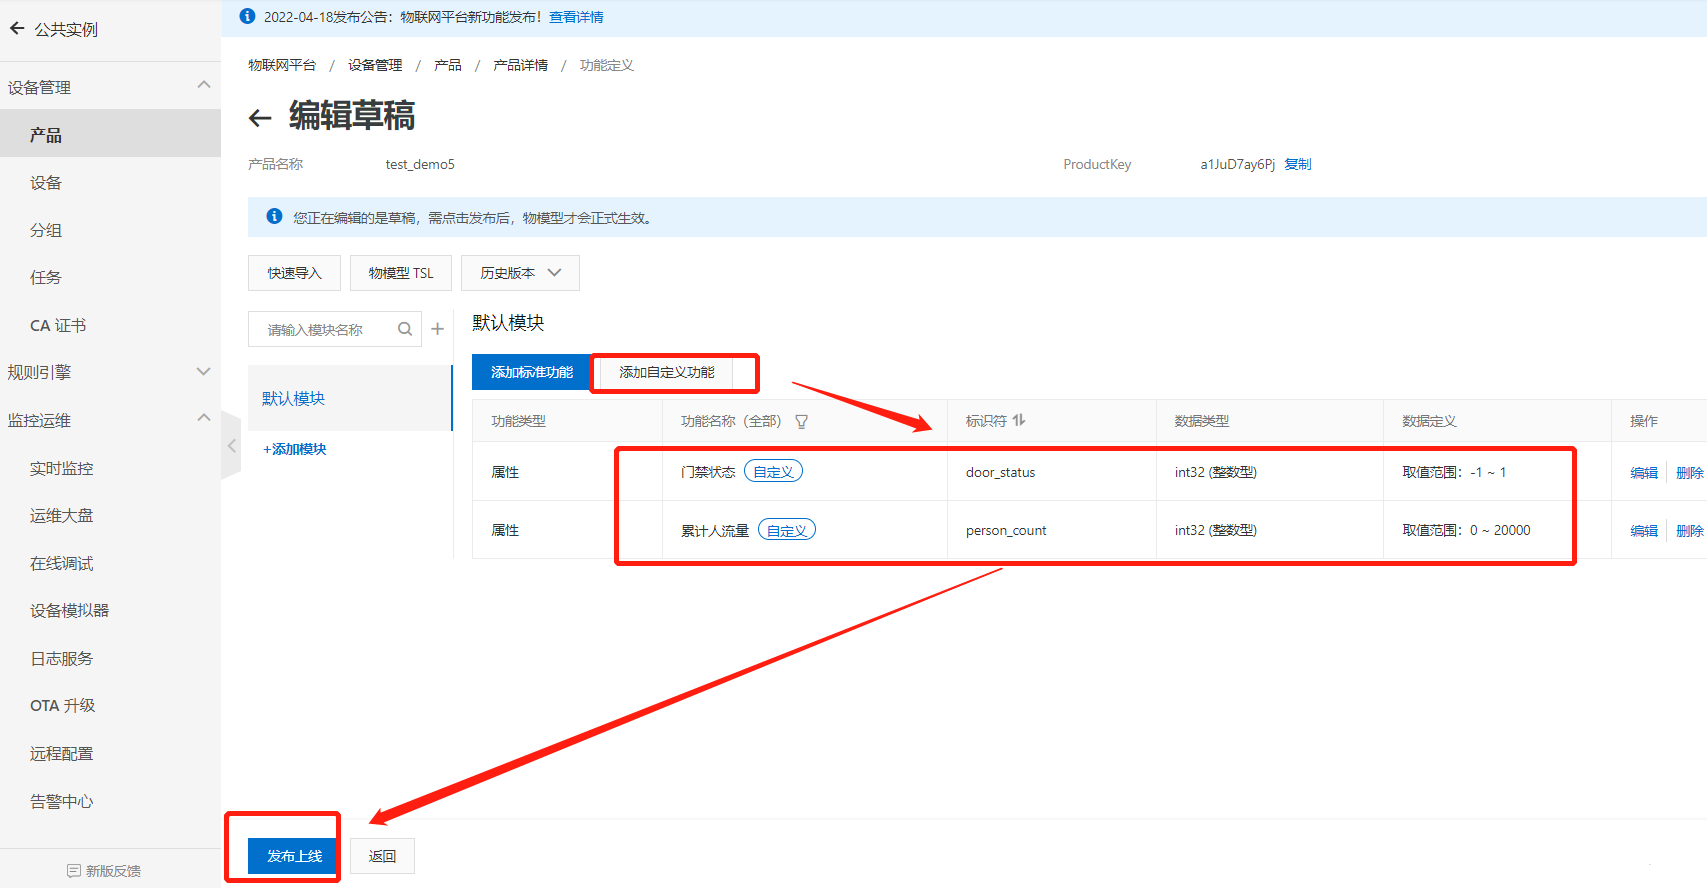 公共实例
设备管理
产品
设备
分组
任务
CA 证书
规则引擎
监控运维
实时监控
运维大盘
在线调试
设备模拟器
日志服务
OTA 升级
远程配置
告警中心
新版反馈
2022-04-18发布公告：物联网平台新功能发布！查看详情
物联网平台 / 设备管理 / 产品 / 产品详情 / 功能定义
编辑草稿
产品名称 test_demo5 ProductKey a1JuD7ay6Pj 复制
您正在编辑的是草稿，需点击发布后，物模型才会正式生效。
快速导入 物模型 TSL 历史版本
请输入模块名称 +
默认模块
+添加模块
默认模块
添加标准功能 添加自定义功能
功能类型 功能名称（全部） 标识符 数据类型 数据定义 操作
属性 门禁状态 自定义 door_status int32 (整数型) 取值范围：-1 ~ 1 编辑 删除
属性 累计人流量 自定义 person_count int32 (整数型) 取值范围：0 ~ 20000 编辑 删除
发布上线 返回